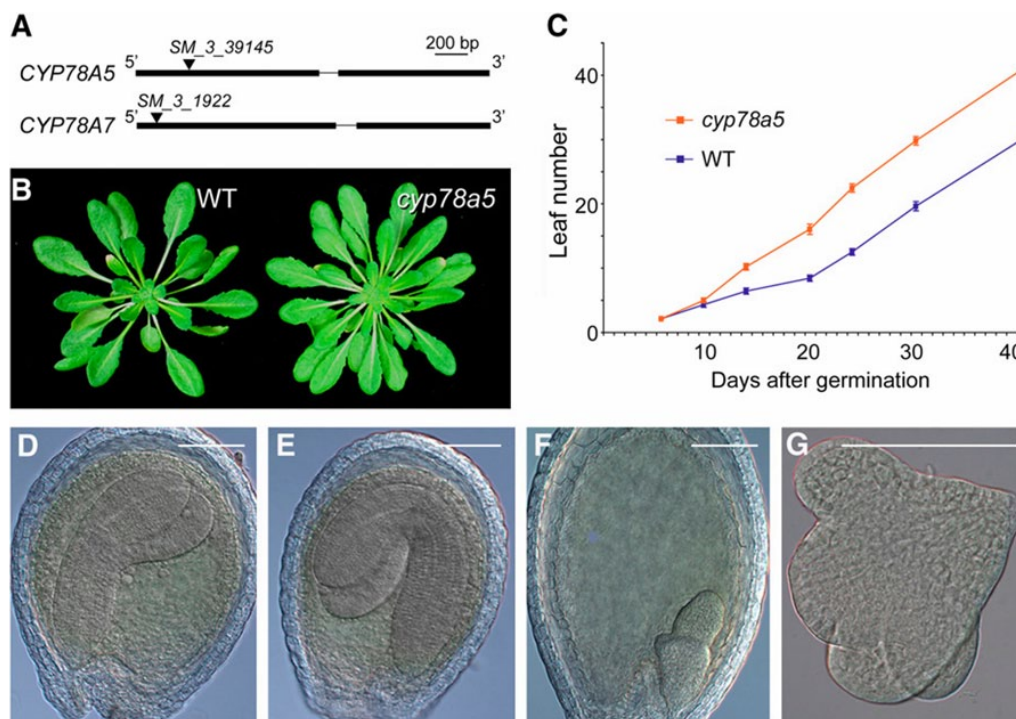 A
200 bp
5' SM_3_39145 3'
CYP78A5
5' SM_3_1922 3'
CYP78A7
B
WT
cyp78a5
C
Leaf number
40
20
0
cyp78a5
WT
10 20 30 40
Days after germination
D
E
F
G